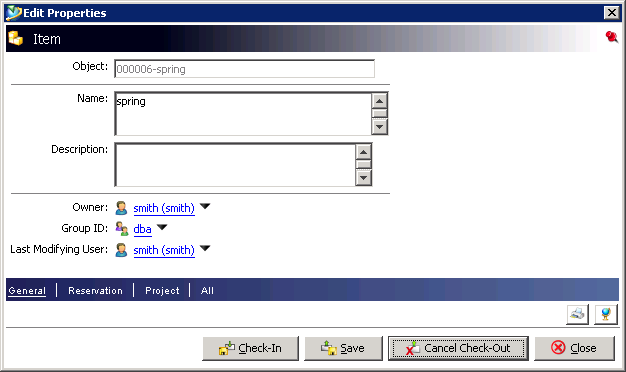 Edit Properties
Item
Object: 000006-spring
Name: spring
Description:
Owner: smith (smith)
Group ID: dba
Last Modifying User: smith (smith)
General Reservation Project All
Check-In Save Cancel Check-Out Close